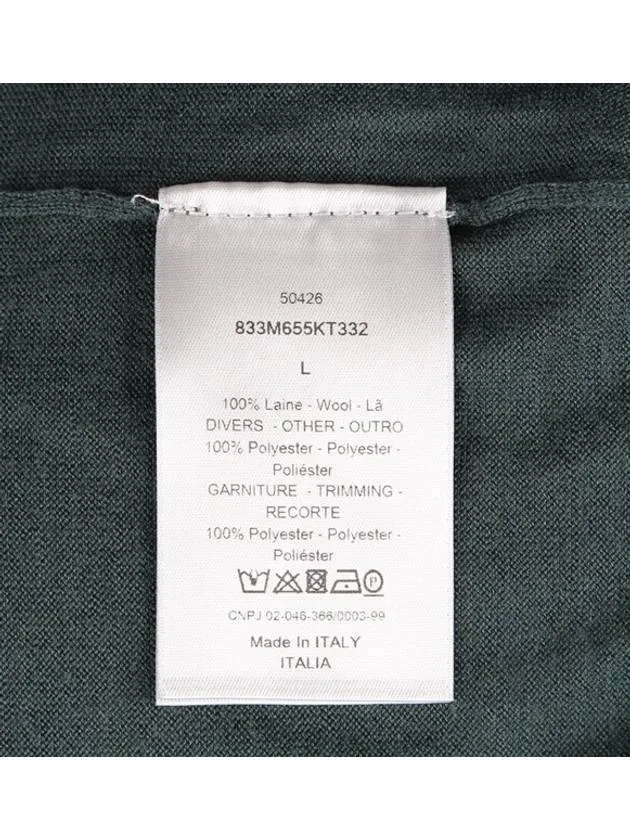 50426
833M655KT332
L
100% Laine - Wool - Lã
DIVERS - OTHER - OUTRO
100% Polyester - Polyester -
Poliéster
GARNITURE - TRIMMING -
RECORTE
100% Polyester - Polyester -
Poliéster
P
CNPJ 02-046-366/0003-99
Made In ITALY
ITALIA